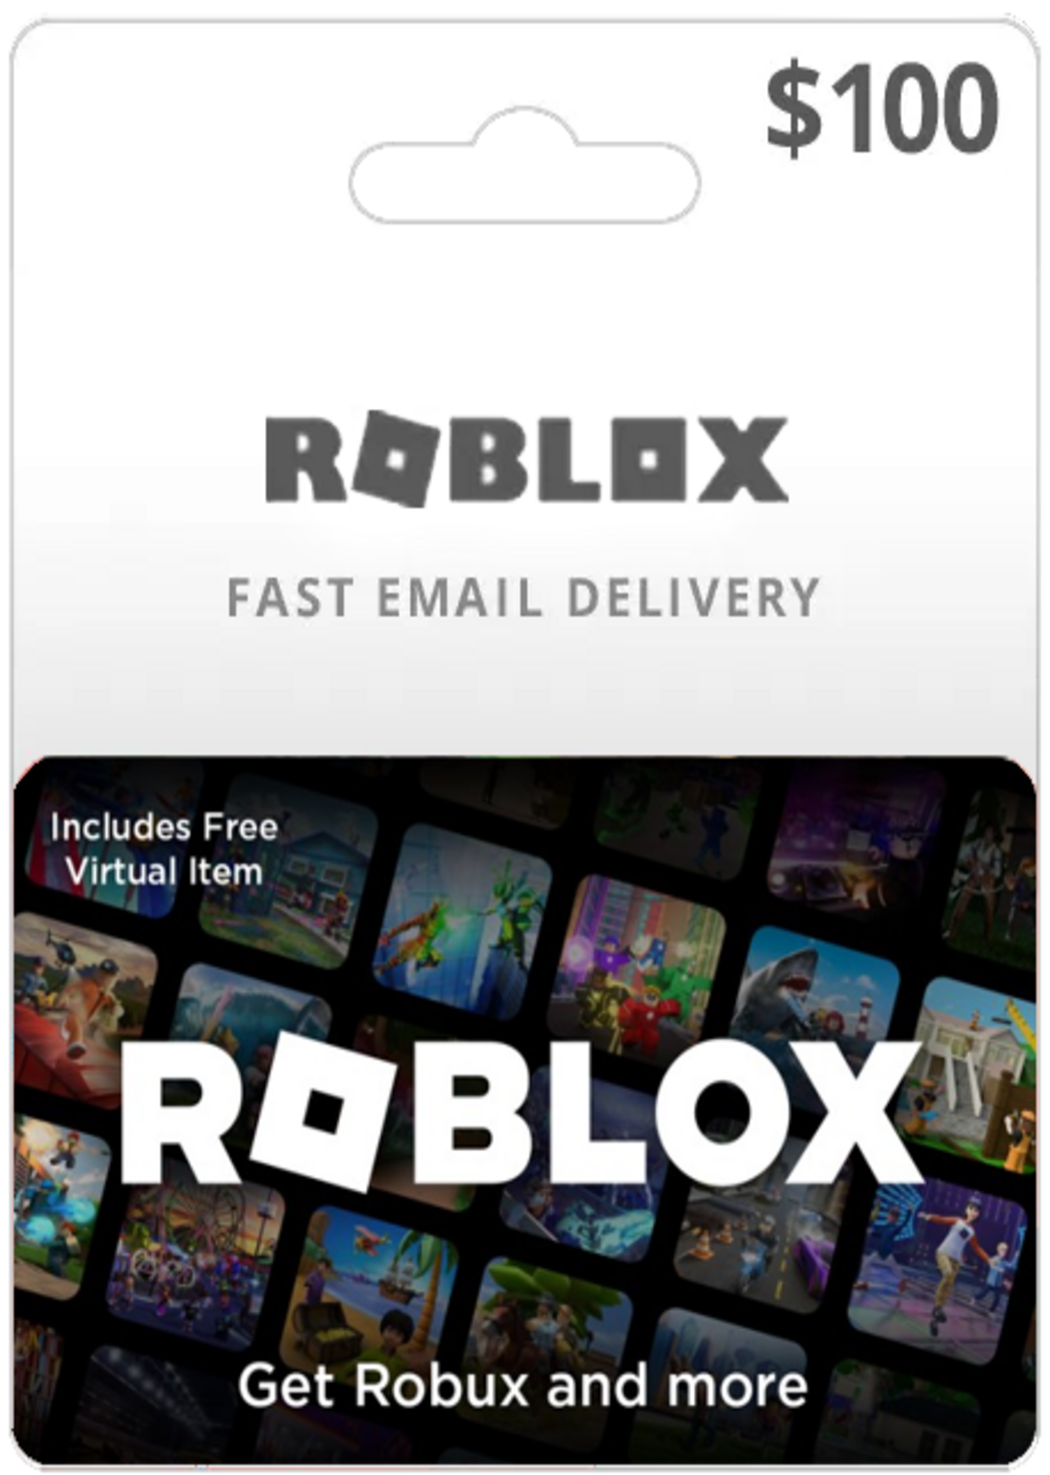 $100
ROBLOX
FAST EMAIL DELIVERY
Includes Free
Virtual Item
ROBLOX
Get Robux and more